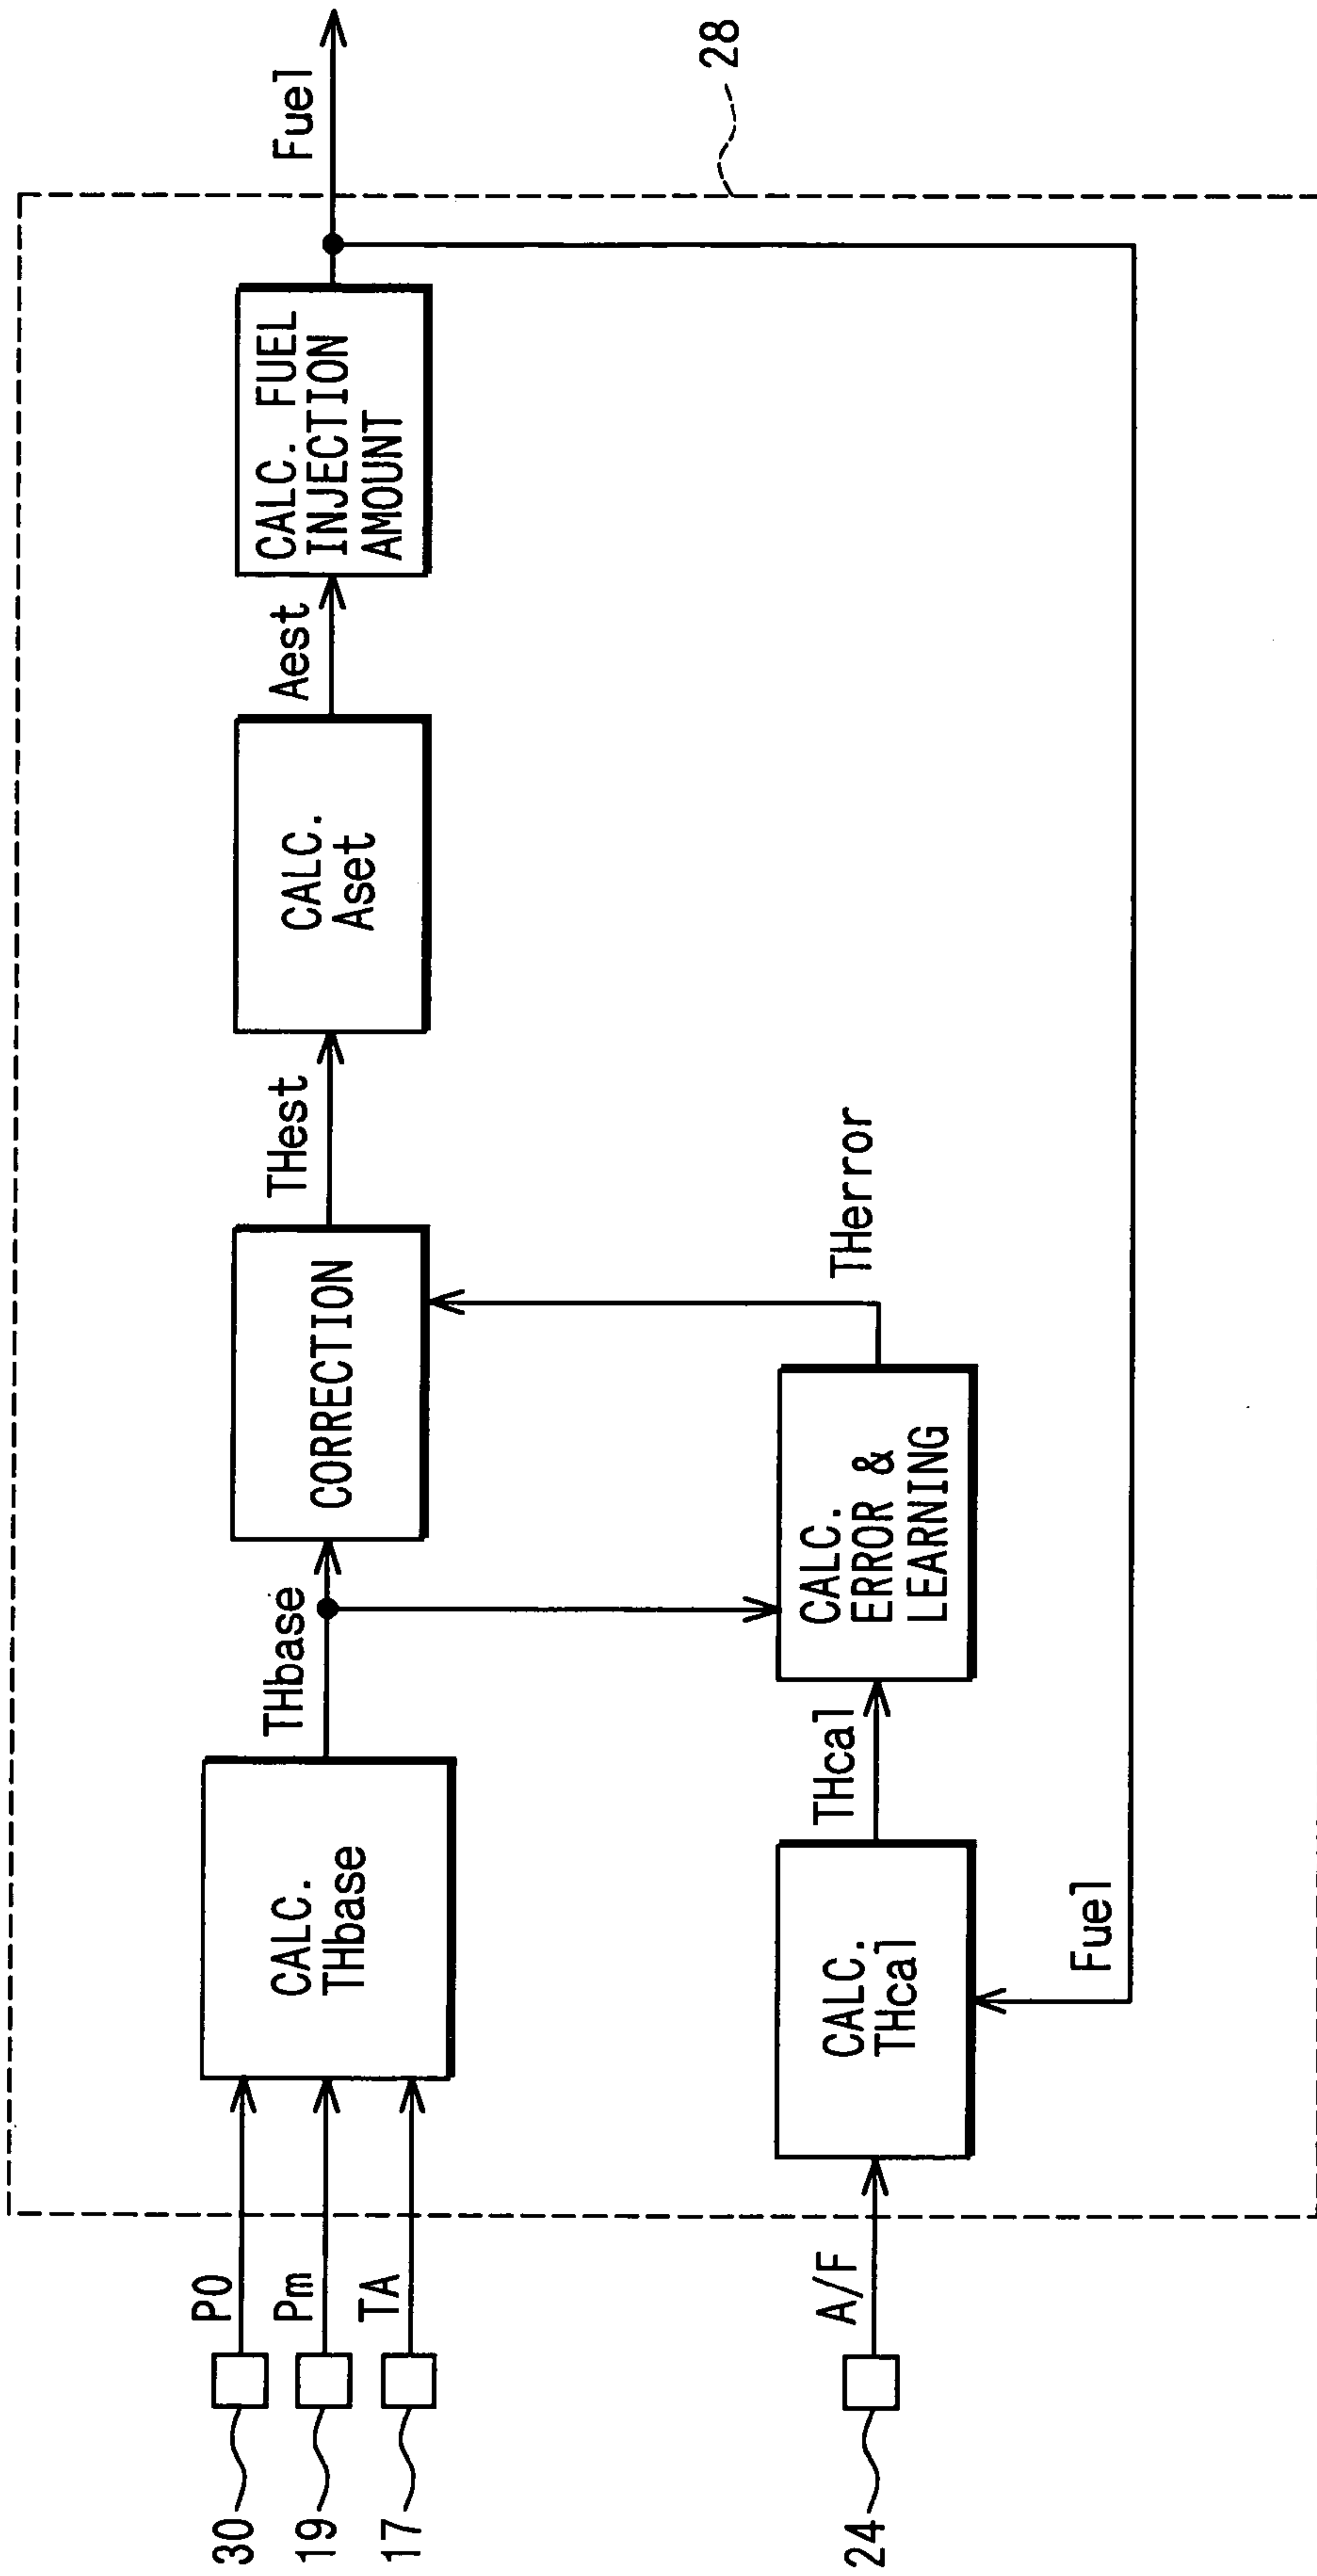 28
Fuel
P0
30
CALC.
THbase
THbase
CORRECTION
THest
CALC.
Aset
Aest
CALC. FUEL
INJECTION
AMOUNT
Pm
19
TA
17
THerror
A/F
24
CALC.
THcal
THcal
CALC.
ERROR &
LEARNING
Fuel